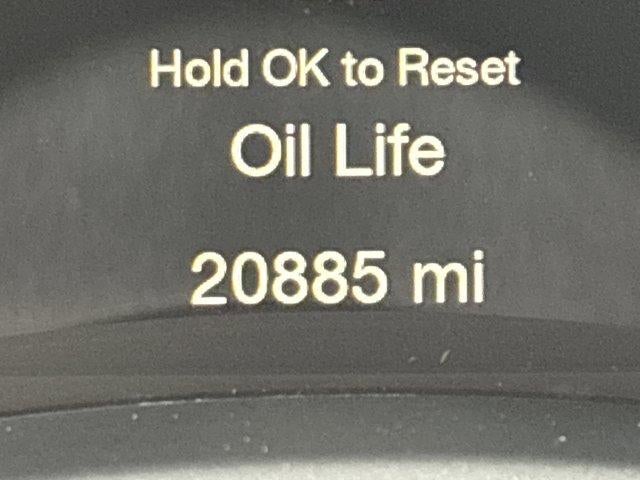 Hold OK to Reset
Oil Life
20885 mi